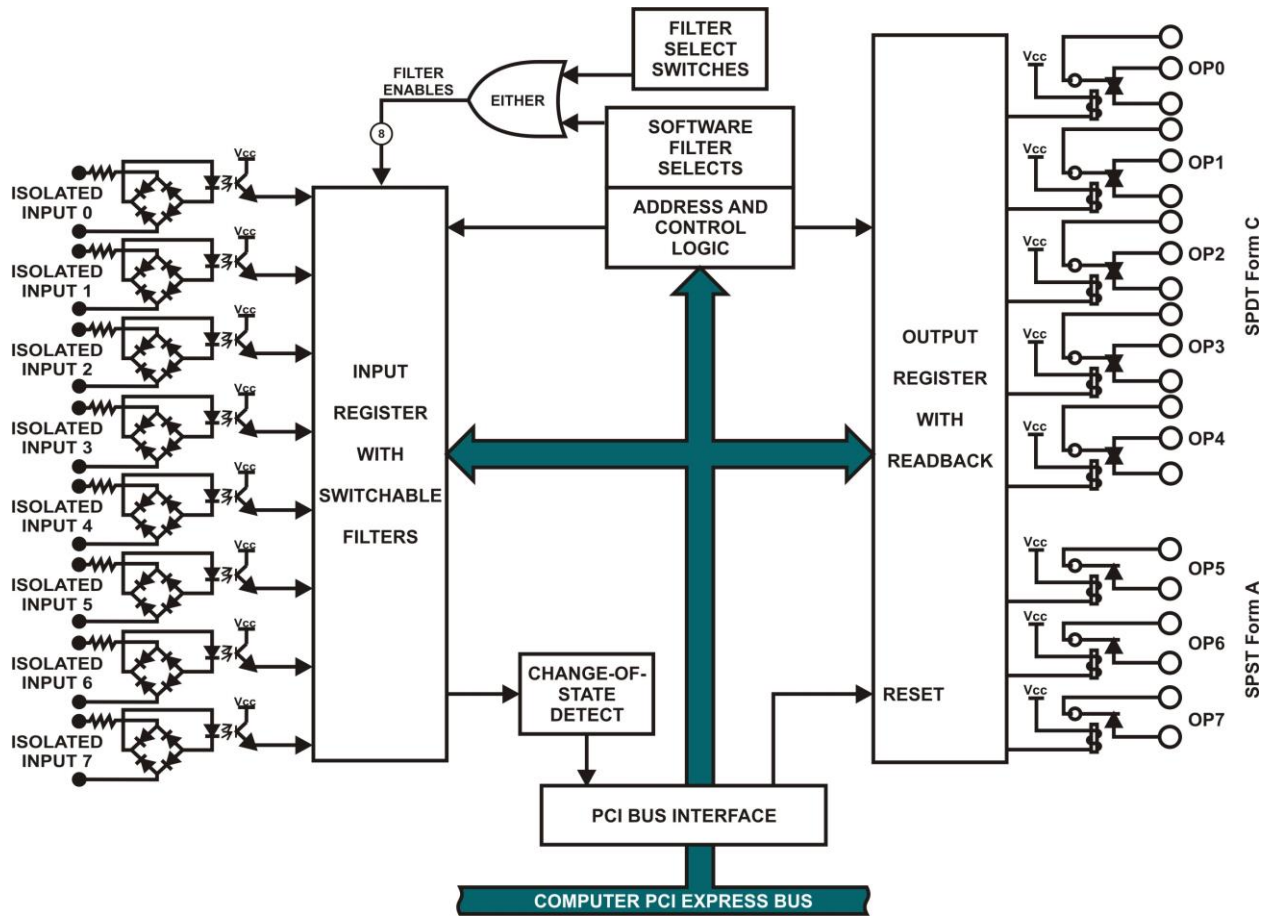 FILTER
SELECT
SWITCHES
FILTER
ENABLES
EITHER
8
SOFTWARE
FILTER
SELECTS
ADDRESS AND
CONTROL
LOGIC
Vcc
ISOLATED
INPUT 0
Vcc
ISOLATED
INPUT 1
Vcc
ISOLATED
INPUT 2
Vcc
ISOLATED
INPUT 3
Vcc
ISOLATED
INPUT 4
Vcc
ISOLATED
INPUT 5
Vcc
ISOLATED
INPUT 6
Vcc
ISOLATED
INPUT 7
INPUT
REGISTER
WITH
SWITCHABLE
FILTERS
CHANGE-OF-
STATE
DETECT
PCI BUS INTERFACE
COMPUTER PCI EXPRESS BUS
OUTPUT
REGISTER
WITH
READBACK
RESET
Vcc
OP0
Vcc
OP1
Vcc
OP2
Vcc
OP3
Vcc
OP4
SPDT Form C
Vcc
OP5
Vcc
OP6
Vcc
OP7
SPST Form A